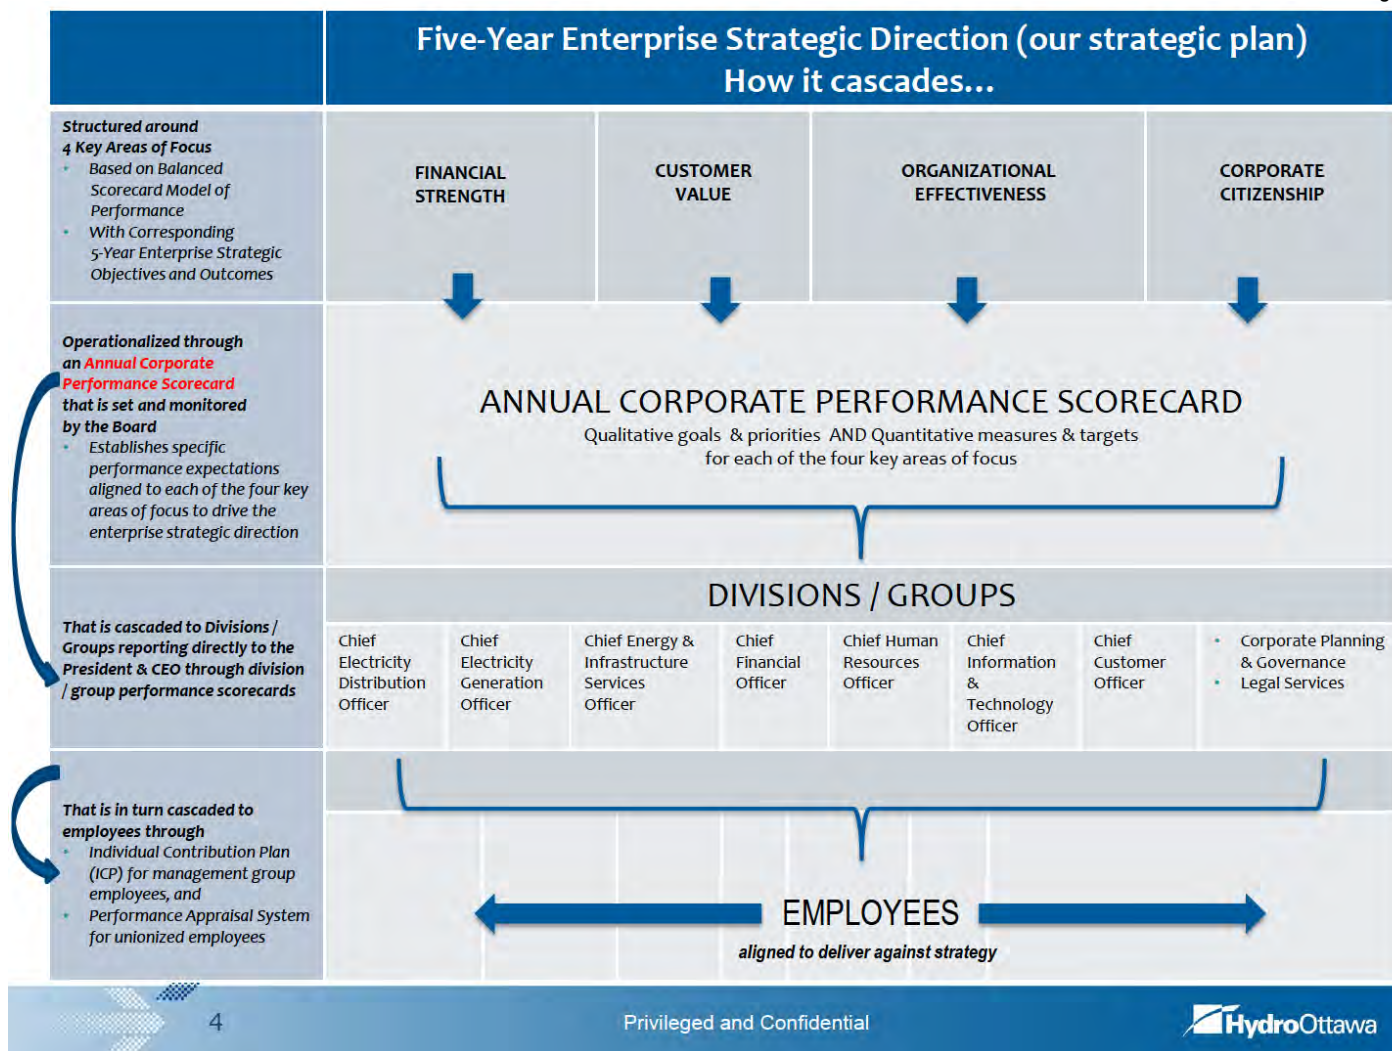 Five-Year Enterprise Strategic Direction (our strategic plan)
How it cascades...
Structured around
4 Key Areas of Focus
• Based on Balanced
Scorecard Model of
Performance
• With Corresponding
5-Year Enterprise Strategic
Objectives and Outcomes
FINANCIAL
STRENGTH
CUSTOMER
VALUE
ORGANIZATIONAL
EFFECTIVENESS
CORPORATE
CITIZENSHIP
Operationalized through
an Annual Corporate
Performance Scorecard
that is set and monitored
by the Board
• Establishes specific
performance expectations
aligned to each of the four key
areas of focus to drive the
enterprise strategic direction
ANNUAL CORPORATE PERFORMANCE SCORECARD
Qualitative goals & priorities AND Quantitative measures & targets
for each of the four key areas of focus
That is cascaded to Divisions /
Groups reporting directly to the
President & CEO through division
/ group performance scorecards
DIVISIONS / GROUPS
Chief
Electricity
Distribution
Officer
Chief
Electricity
Generation
Officer
Chief Energy &
Infrastructure
Services
Officer
Chief
Financial
Officer
Chief Human
Resources
Officer
Chief
Information
&
Technology
Officer
Chief
Customer
Officer
• Corporate Planning
& Governance
• Legal Services
That is in turn cascaded to
employees through
• Individual Contribution Plan
(ICP) for management group
employees, and
• Performance Appraisal System
for unionized employees
EMPLOYEES
aligned to deliver against strategy
4
Privileged and Confidential
HydroOttawa